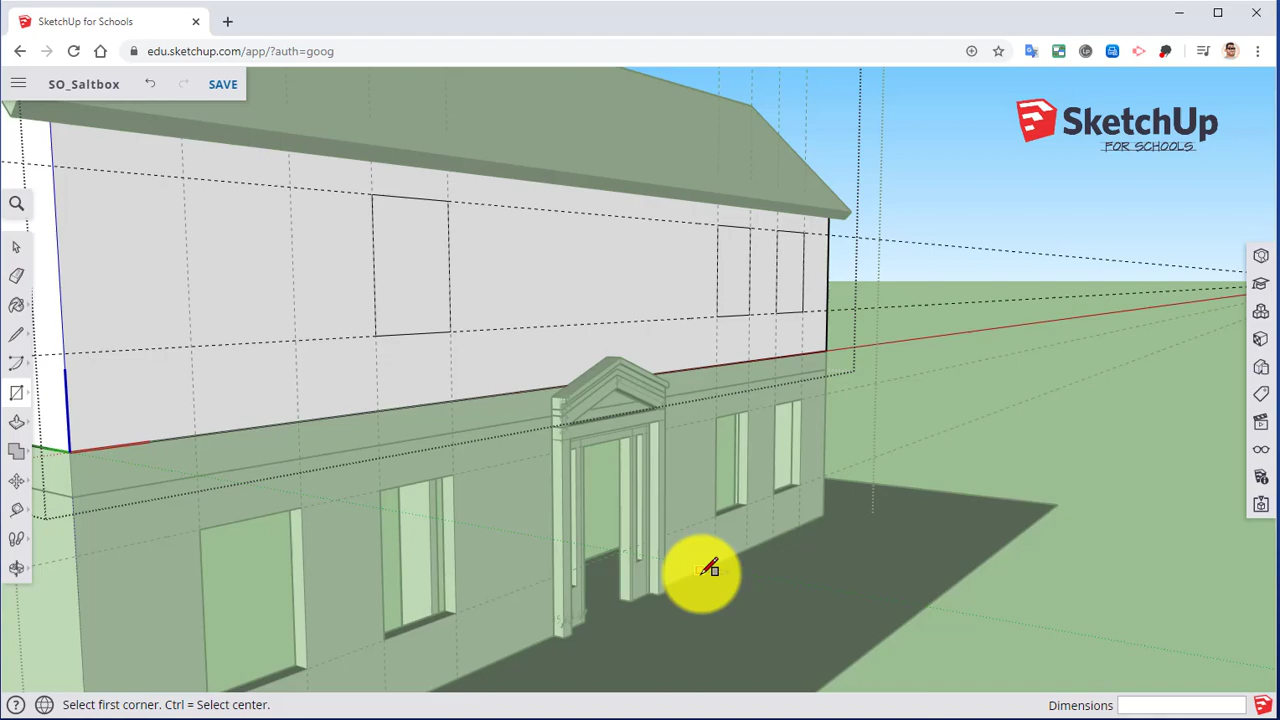 SketchUp for Schools
edu.sketchup.com/app/?auth=goog
SO_Saltbox
SAVE
SketchUp
FOR SCHOOLS
Select first corner. Ctrl = Select center.
Dimensions